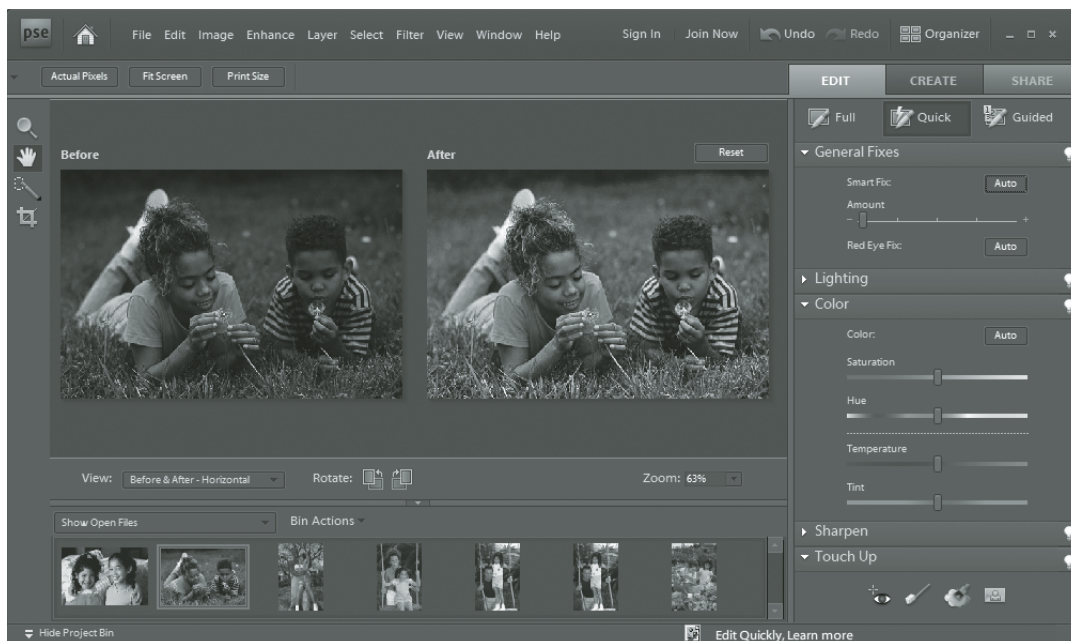 pse File Edit Image Enhance Layer Select Filter View Window Help Sign In Join Now Undo Redo Organizer
Actual Pixels Fit Screen Print Size
EDIT CREATE SHARE
Full Quick 1 Guided
Before After Reset
General Fixes
Smart Fix: Auto
Amount
- +
Red Eye Fix: Auto
Lighting
Color
Color: Auto
Saturation
Hue
Temperature
Tint
Sharpen
Touch Up
View: Before & After - Horizontal Rotate: Zoom: 63%
Show Open Files Bin Actions
Hide Project Bin
Edit Quickly, Learn more